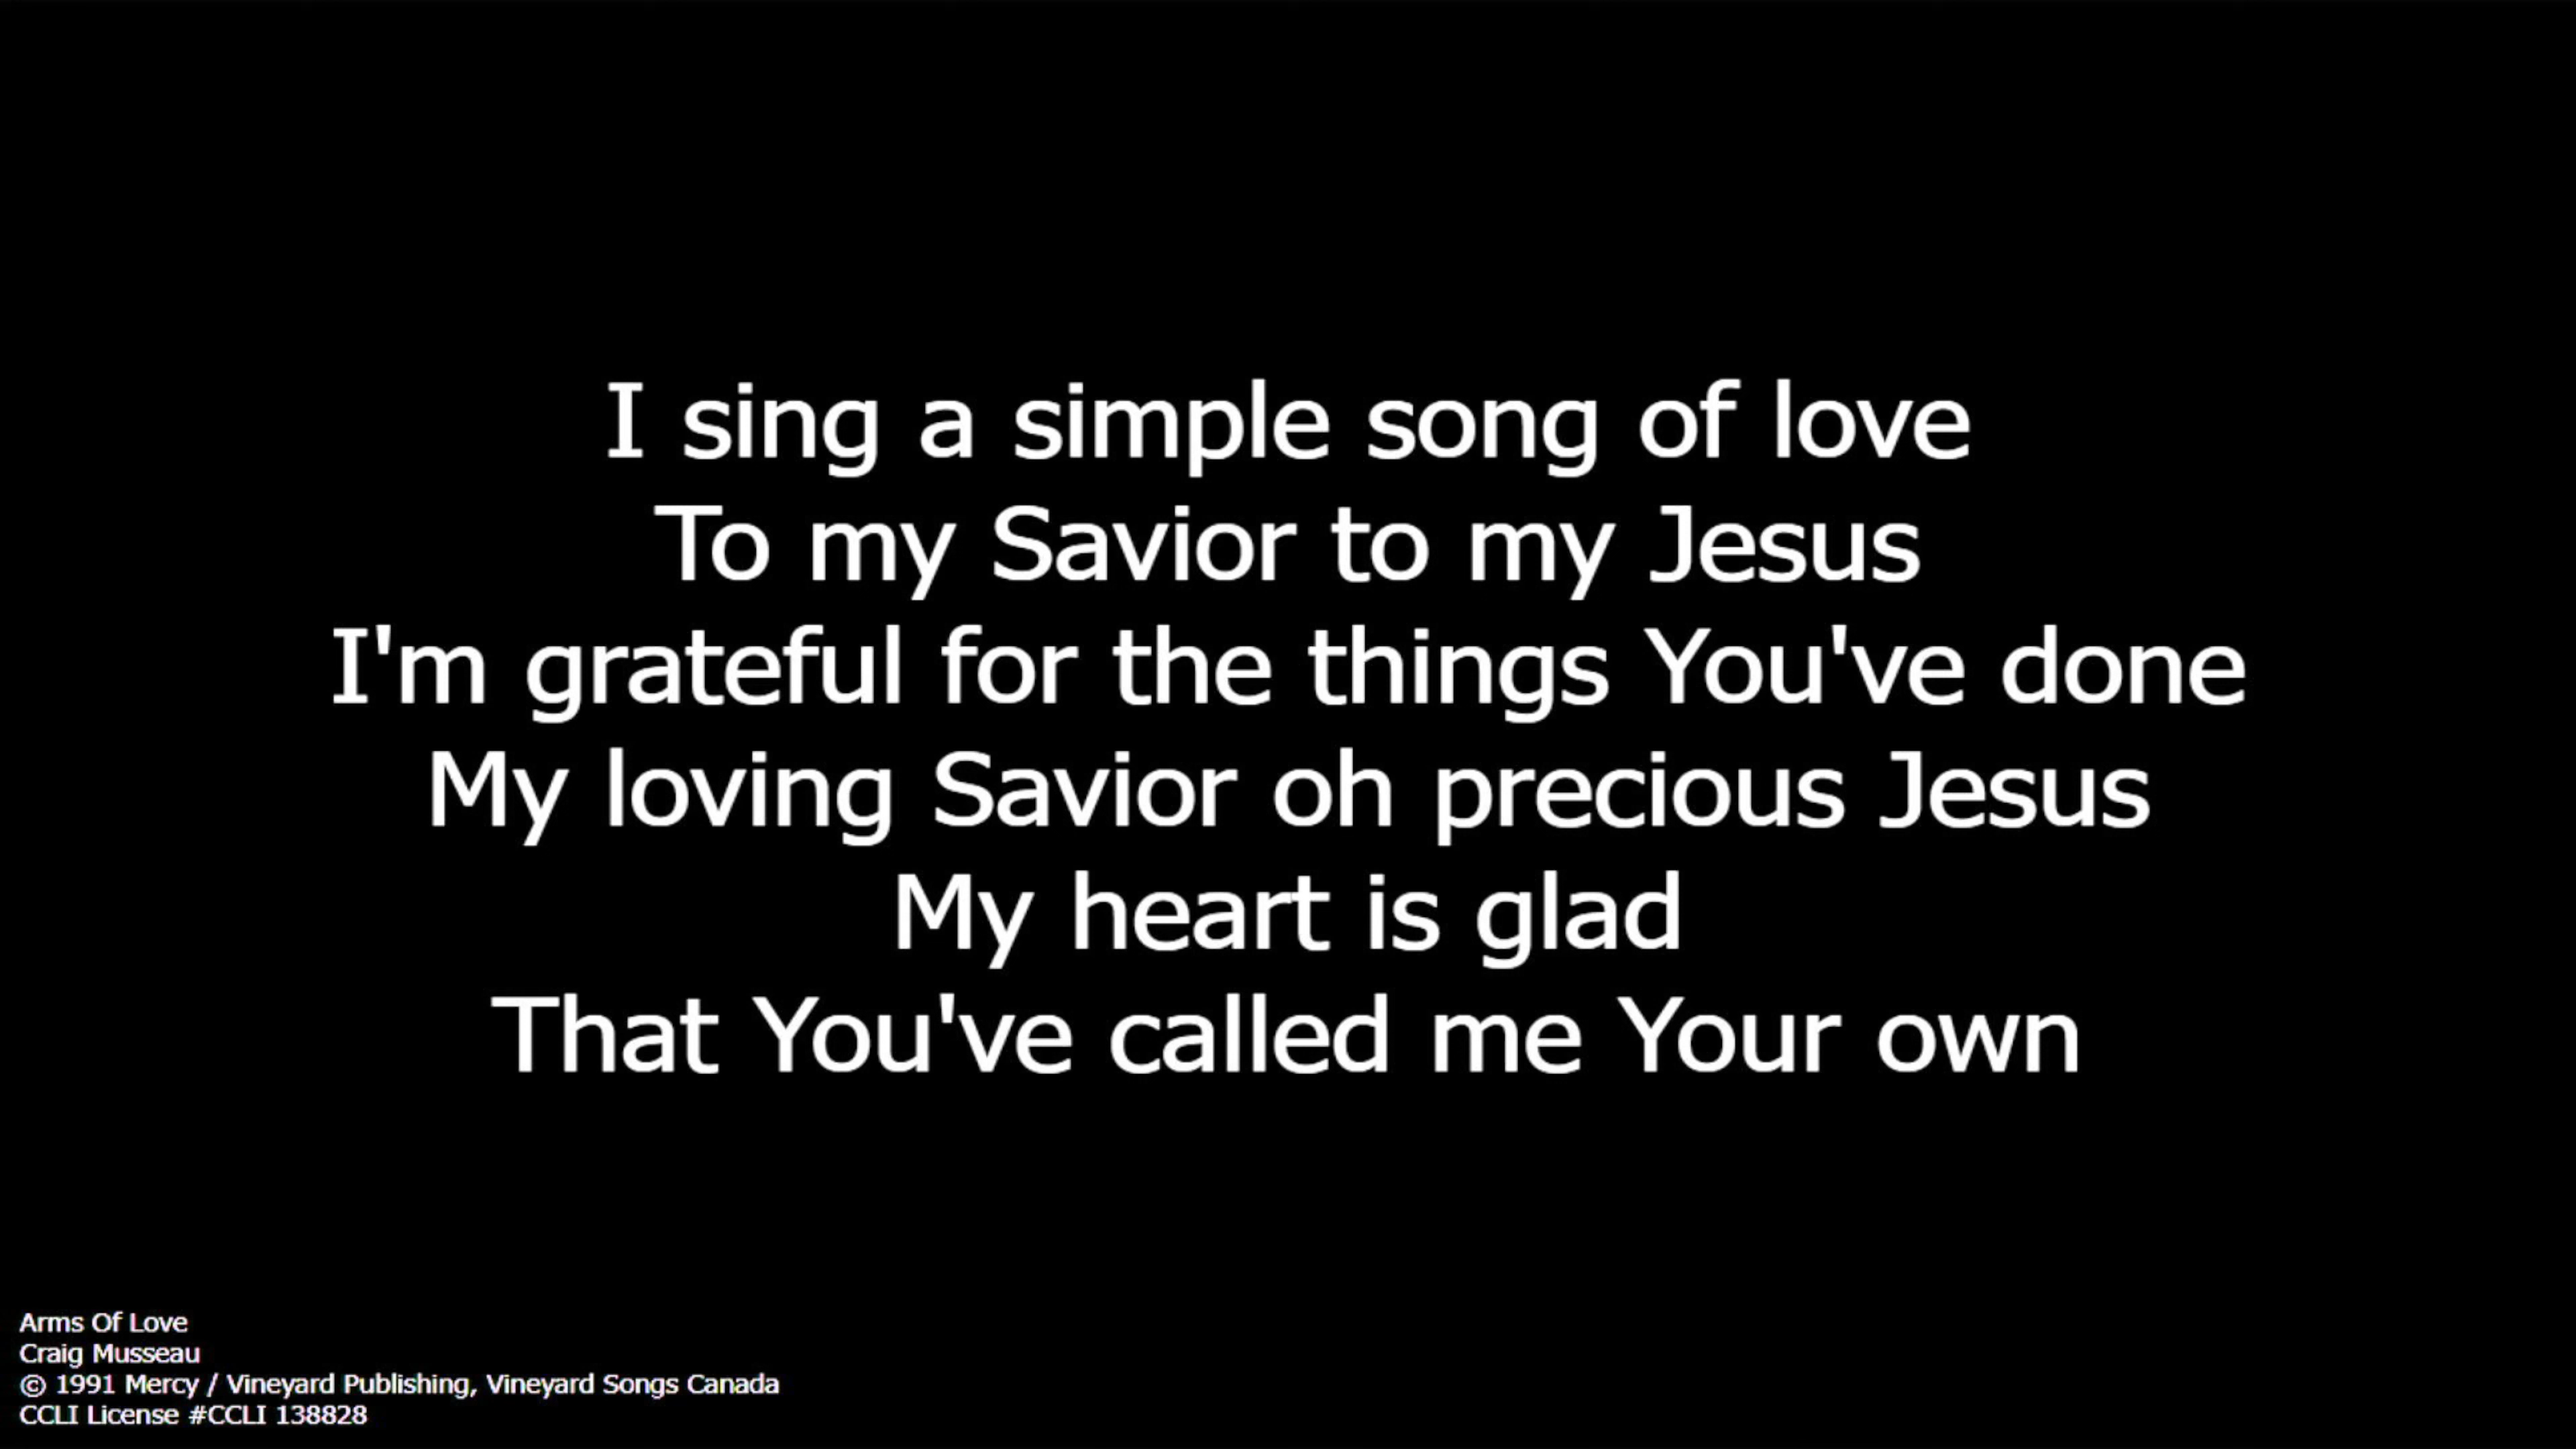 I sing a simple song of love
To my Savior to my Jesus
I'm grateful for the things You've done
My loving Savior oh precious Jesus
My heart is glad
That You've called me Your own
Arms Of Love
Craig Musseau
© 1991 Mercy / Vineyard Publishing, Vineyard Songs Canada
CCLI License #CCLI 138828